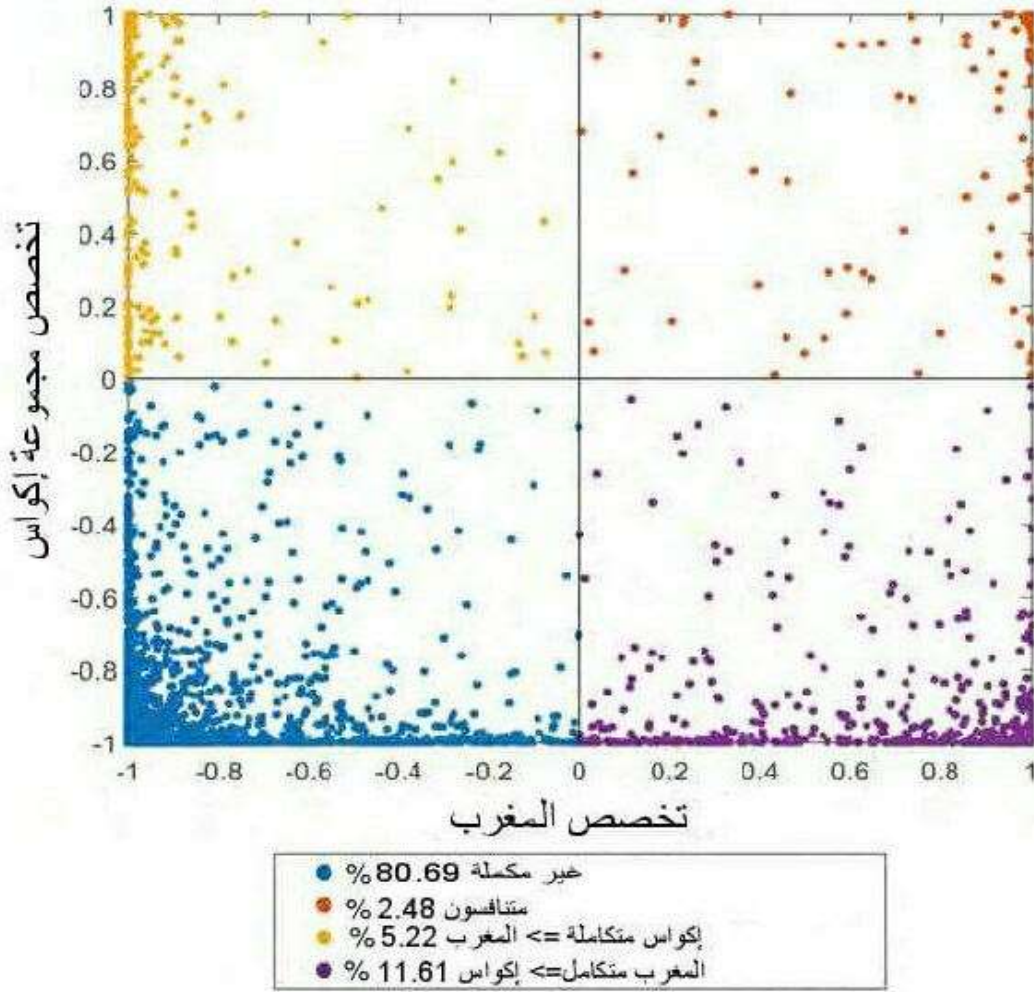 1
0.8
0.6
0.4
0.2
0
-0.2
-0.4
-0.6
-0.8
-1
تخصص مجموعة إكواس
-1 -0.8 -0.6 -0.4 -0.2 0 0.2 0.4 0.6 0.8 1
تخصص المغرب
غير مكملة 80.69 %
متنافسون 2.48 %
إكواس متكاملة => المغرب 5.22 %
المغرب متكامل=> إكواس 11.61 %